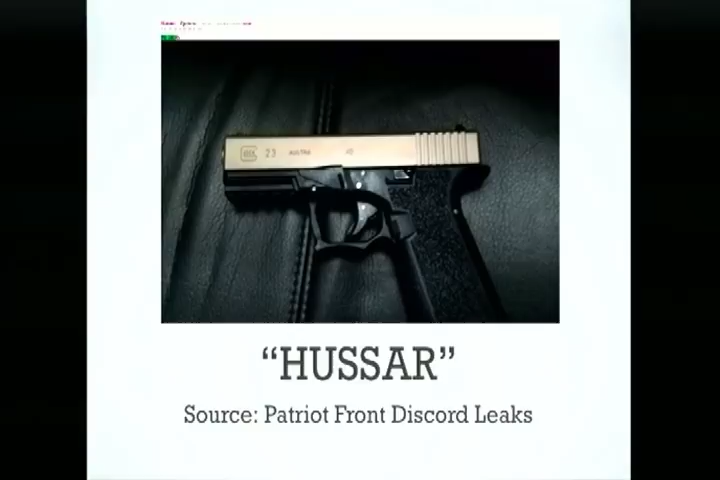 GLOCK 23 AUSTRIA .40
“HUSSAR”
Source: Patriot Front Discord Leaks